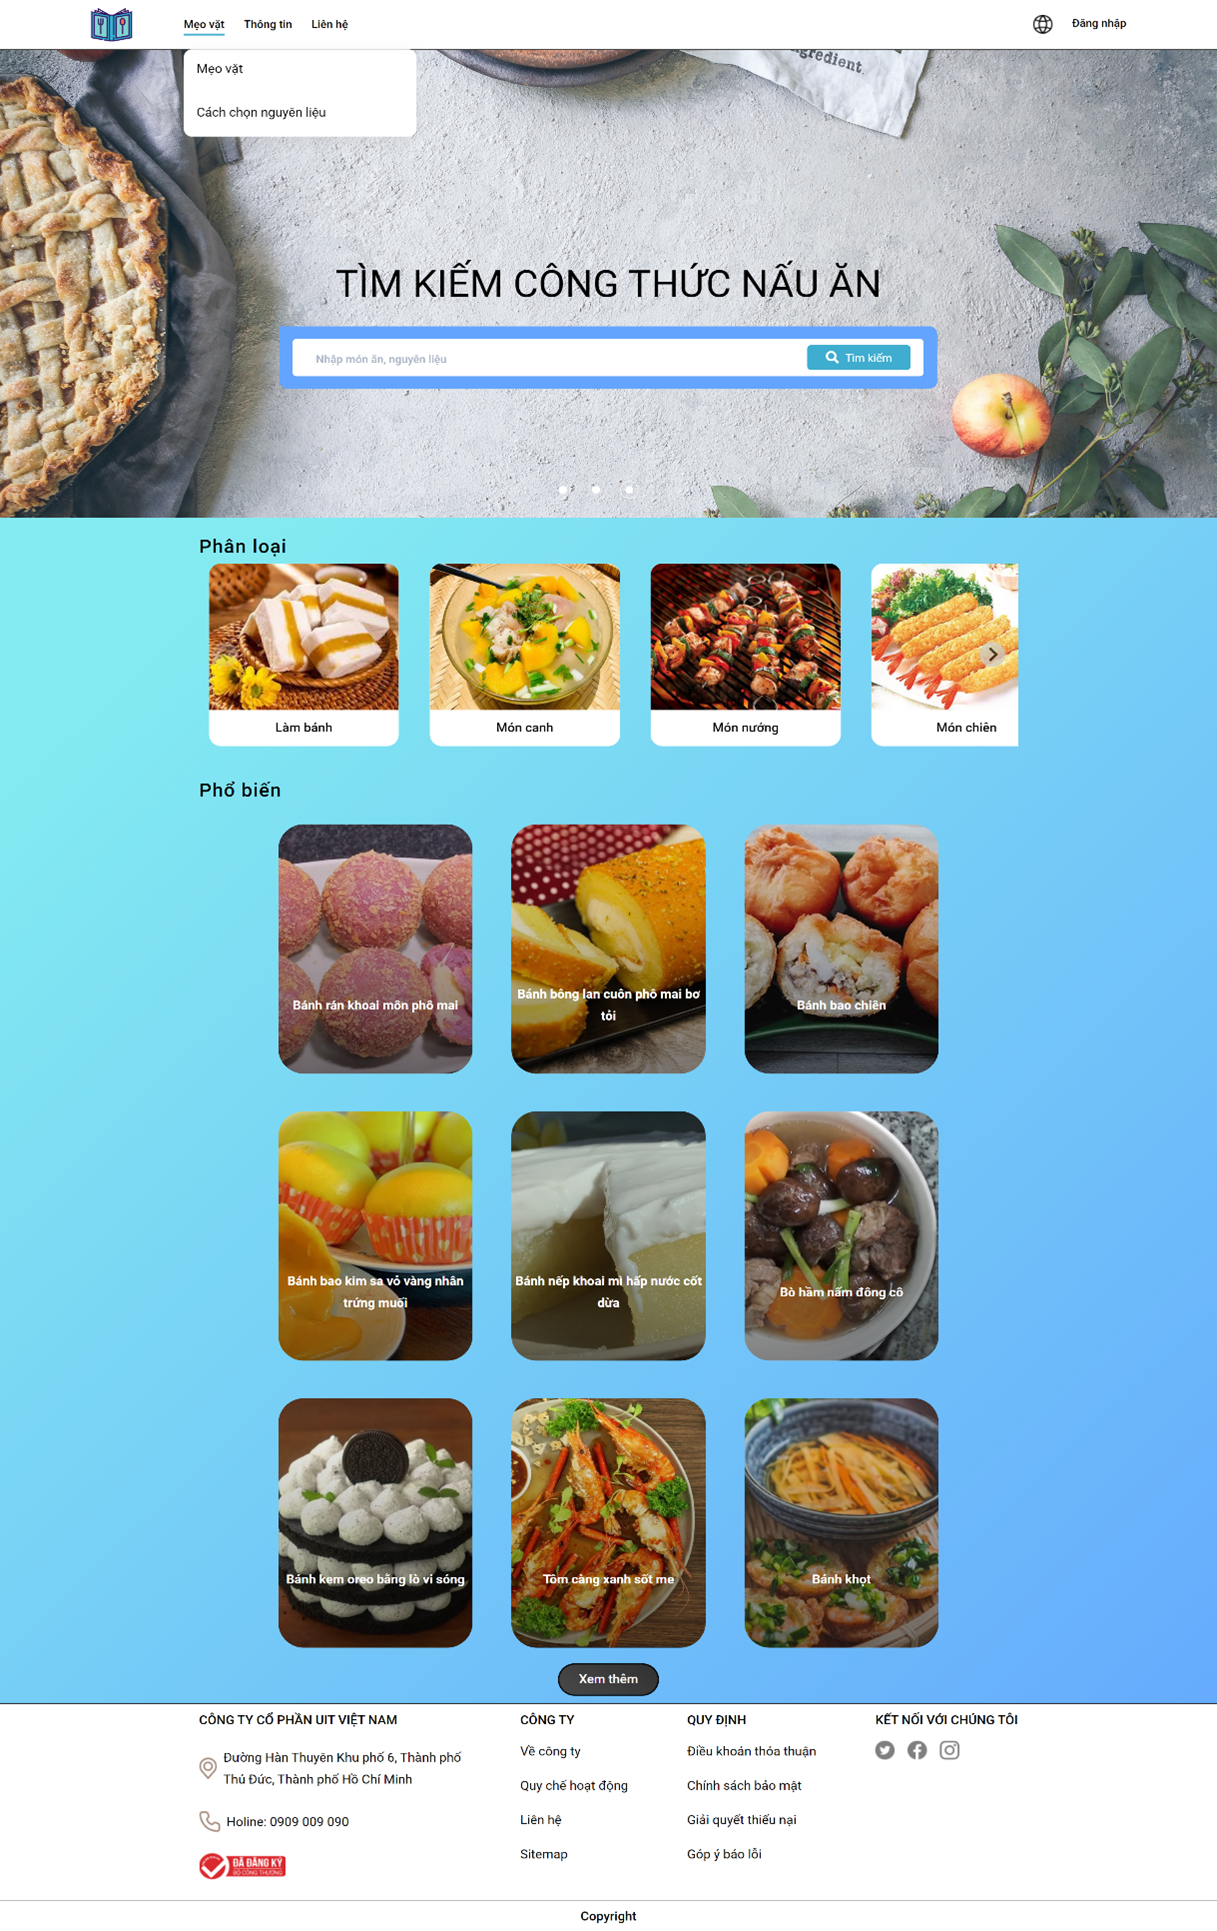 Mẹo vặt
Thông tin
Liên hệ
Đăng nhập
Mẹo vặt
Cách chọn nguyên liệu
ngredient.
TÌM KIẾM CÔNG THỨC NẤU ĂN
Nhập món ăn, nguyên liệu
Tìm kiếm
Phân loại
Làm bánh
Món canh
Món nướng
Món chiên
Phổ biến
Bánh rán khoai môn phô mai
Bánh bông lan cuôn phô mai bơ
tỏi
Bánh bao chiên
Bánh bao kim sa vỏ vàng nhân
trứng muối
Bánh nếp khoai mì hấp nước cốt
dừa
Bò hầm nấm đông cô
Bánh kem oreo bằng lò vi sóng
Tôm càng xanh sốt me
Bánh khọt
Xem thêm
CÔNG TY CỔ PHẦN UIT VIỆT NAM
Đường Hàn Thuyên Khu phố 6, Thành phố
Thủ Đức, Thành phố Hồ Chí Minh
Holine: 0909 009 090
ĐÃ ĐĂNG KÝ
BỘ CÔNG THƯƠNG
CÔNG TY
Về công ty
Quy chế hoạt động
Liên hệ
Sitemap
QUY ĐỊNH
Điều khoản thỏa thuận
Chính sách bảo mật
Giải quyết thiếu nại
Góp ý báo lỗi
KẾT NỐI VỚI CHÚNG TÔI
Copyright